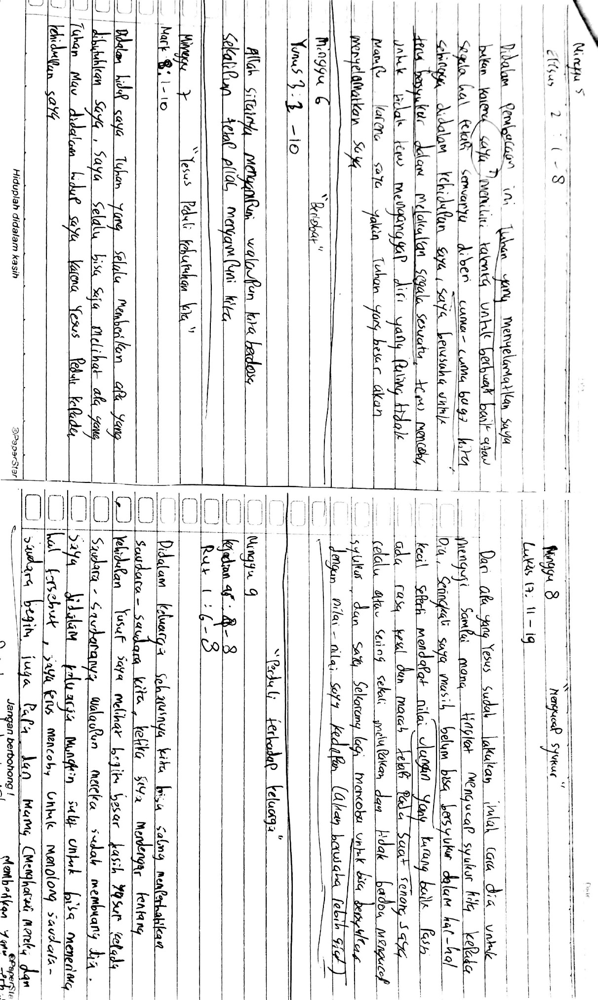 Minggu 5
Efesus 2 : 1 - 8
Didalam pembacaan ini Tuhan yang menyelamatkan saya
bukan karena saya memiliki talenta untuk berbuat baik atau
segala hal tetapi semuanya diberi cuma-cuma bagi kita
sehingga didalam kehidupan saya, saya berusaha untuk
terus bersyukur dalam melakukan segala sesuatu, terus mencoba
untuk tidak terus menganggap diri yang paling tidak
mampu karena saya yakin Tuhan yang besar akan
menyelamatkan saya
Minggu 6 "Bertobat"
Yunus 3 : 1 - 10
Allah sifatnya mengampuni walaupun kita berdosa
sekalipun tetap Allah mengampuni kita
Minggu 7 "Yesus Peduli kebutuhan kita"
Mark 8 : 1 - 10
Didalam hidup saya Tuhan yang selalu memberikan apa yang
dibutuhkan saya, saya selalu bisa saja melihat apa yang
Tuhan mau didalam hidup saya karena Yesus Peduli kepada
kehidupan saya
Hiduplah didalam kasih
®PaperStar
Minggu 8 "Mengucap syukur"
Lukas 17 : 11 - 19
Dari apa yang Yesus sudah lakukan inilah cara dia untuk
menguji sampai mana tingkat mengucap syukur kita kepada
Dia, Seringkali saya masih belum bisa bersyukur dalam hal-hal
kecil seperti mendapat nilai ulangan yang kurang baik Pasti
ada rasa kesal dan marah tetapi Pada Saat senang saya
selalu atau sering sekali melupakan dan tidak berdoa mengucap
syukur, dan saya Sekarang lagi mencoba untuk bisa bersyukur
dengan nilai-nilai saya kedepan (akan berusaha lebih giat)
"Perduli terhadap keluarga"
Minggu 9
kejadian 45 : - 8
Rut 1 : 6 - 8
Didalam keluarga seharusnya kita bisa saling memperhatikan
saudara-saudara kita, ketika saya mendengar tentang
kehidupan Yusuf saya melihat begitu besar kasih Yusuf kepada
saudara-saudaranya walaupun mereka sudah membuang dia.
saya didalam keluarga mungkin sulit untuk bisa menerima
hal tersebut, saya terus mencoba untuk menolong saudara-
saudara begitu juga Papa dan mama (menghargai mereka dan
Jangan berbohong!
®PaperSta
Memberikan yang